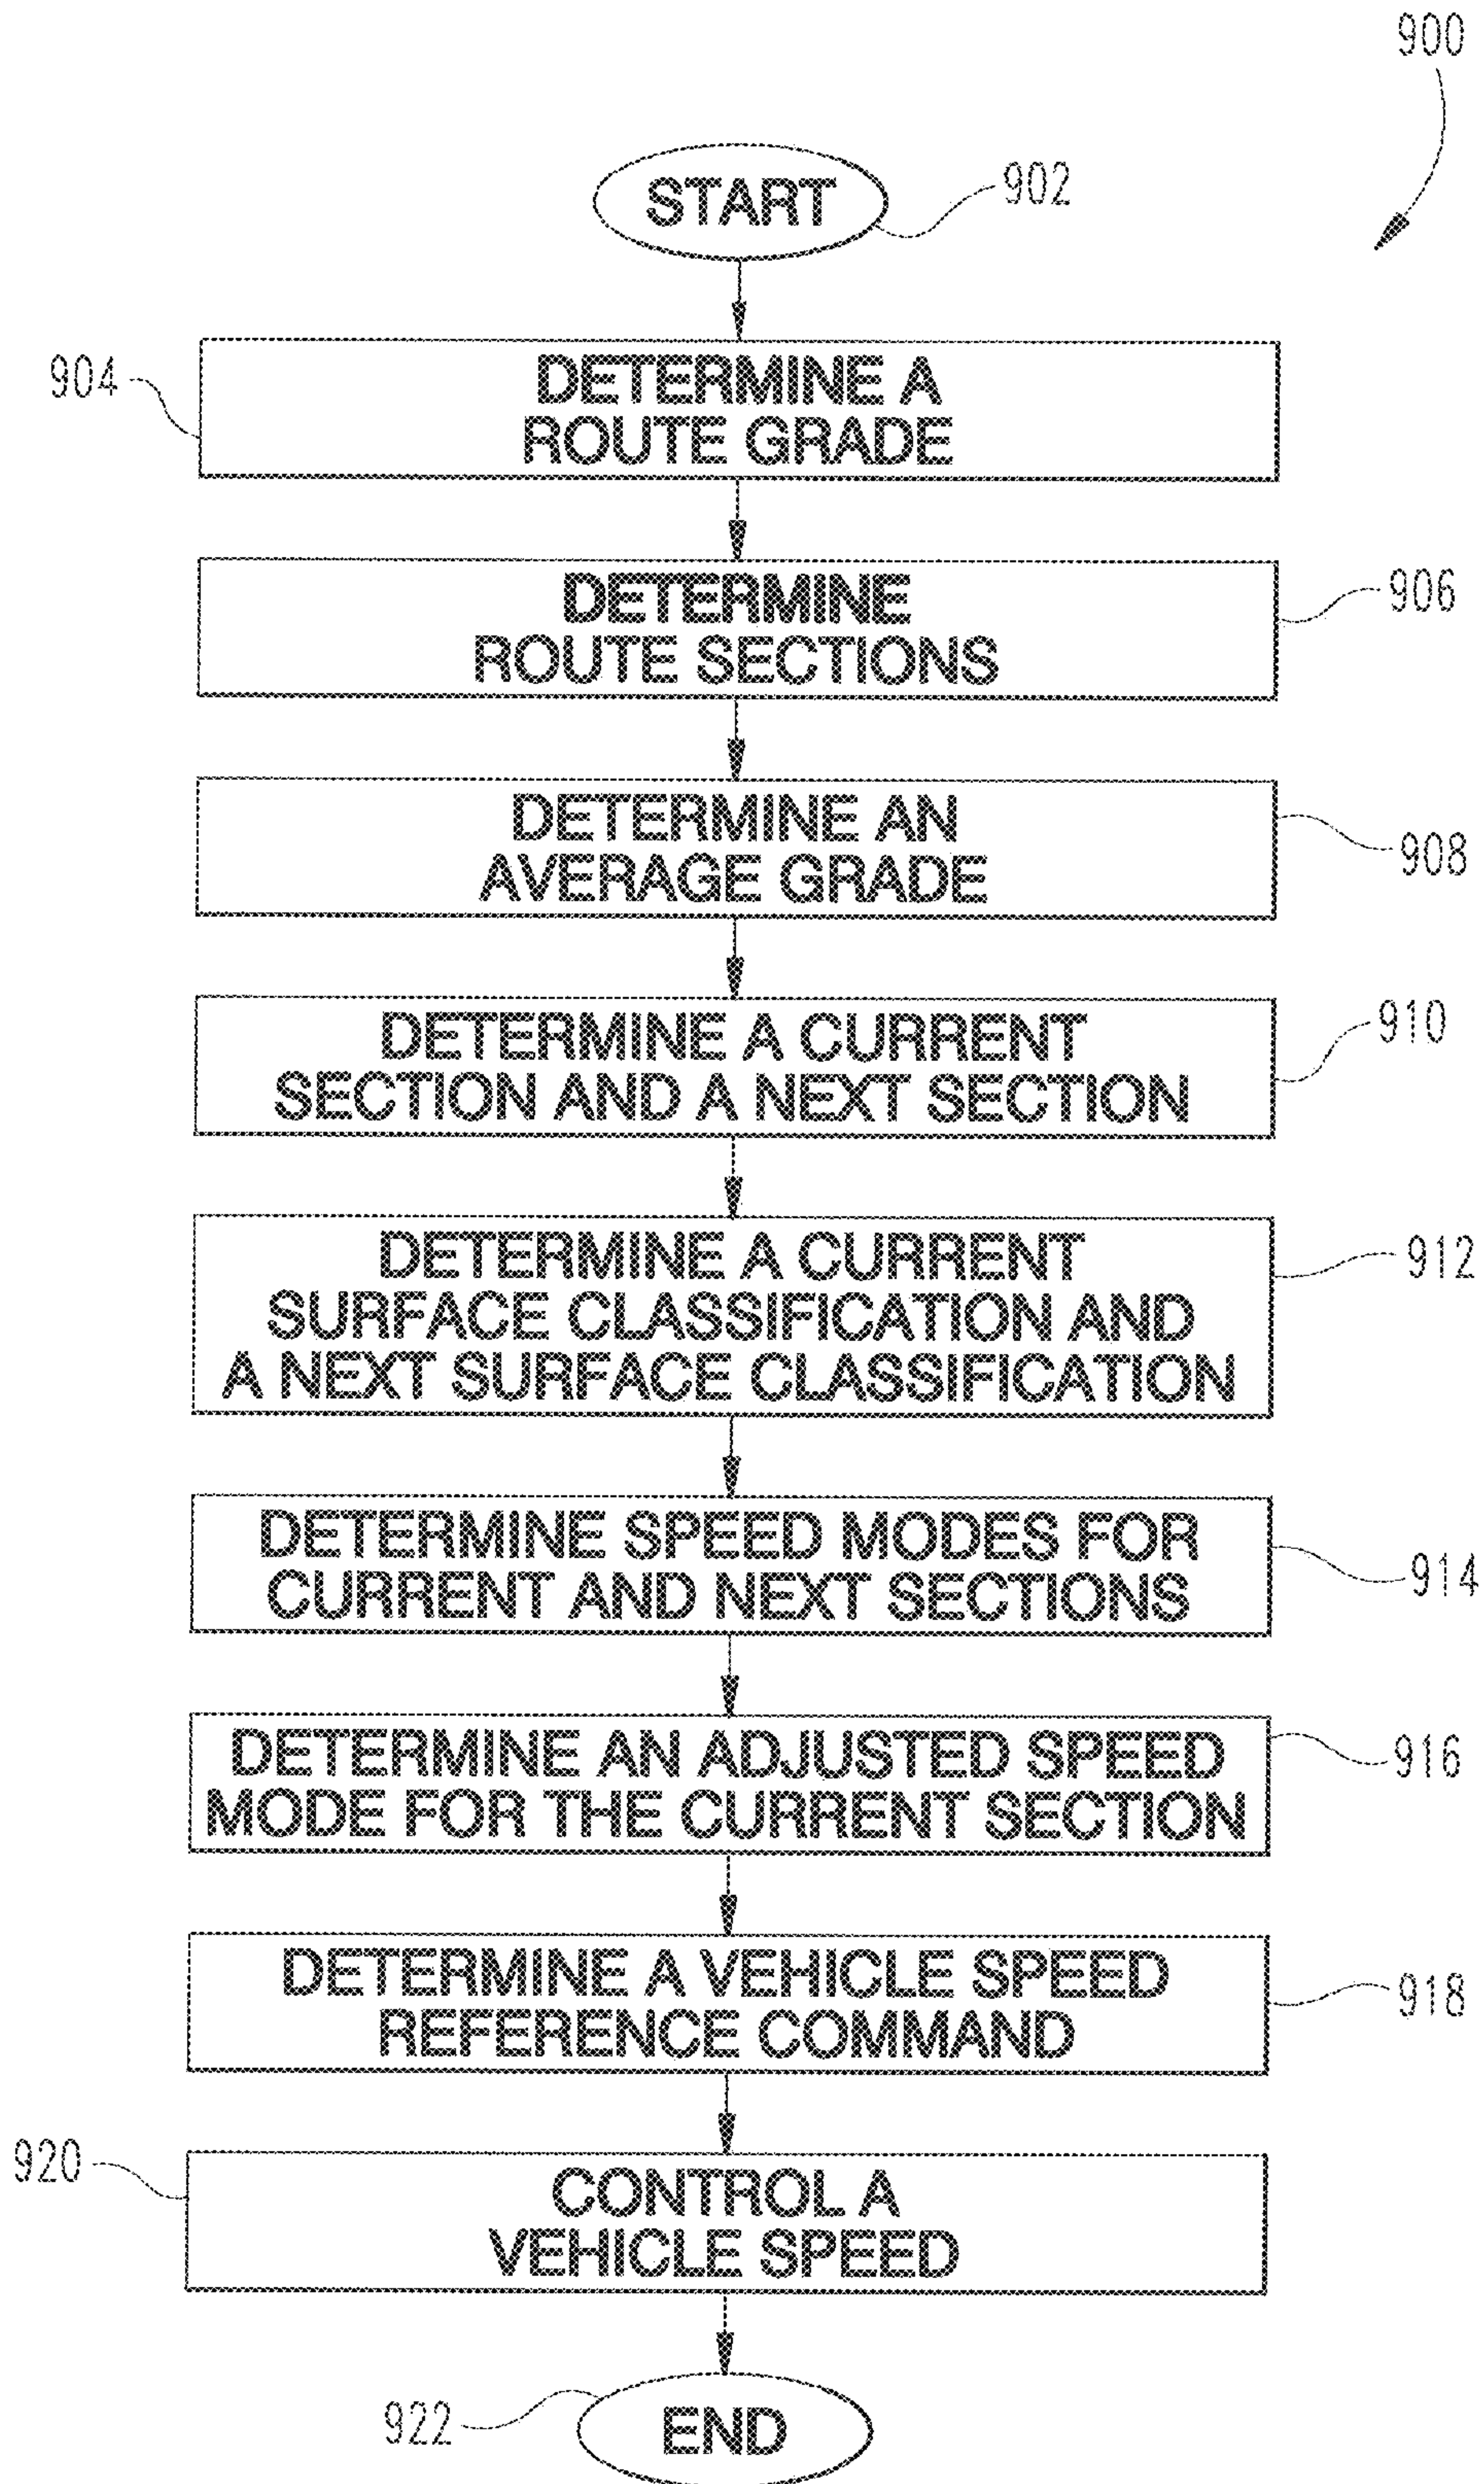 900
START
902
904
DETERMINE A
ROUTE GRADE
DETERMINE
ROUTE SECTIONS
906
DETERMINE AN
AVERAGE GRADE
908
DETERMINE A CURRENT
SECTION AND A NEXT SECTION
910
DETERMINE A CURRENT
SURFACE CLASSIFICATION AND
A NEXT SURFACE CLASSIFICATION
912
DETERMINE SPEED MODES FOR
CURRENT AND NEXT SECTIONS
914
DETERMINE AN ADJUSTED SPEED
MODE FOR THE CURRENT SECTION
916
DETERMINE A VEHICLE SPEED
REFERENCE COMMAND
918
920
CONTROL A
VEHICLE SPEED
922
END